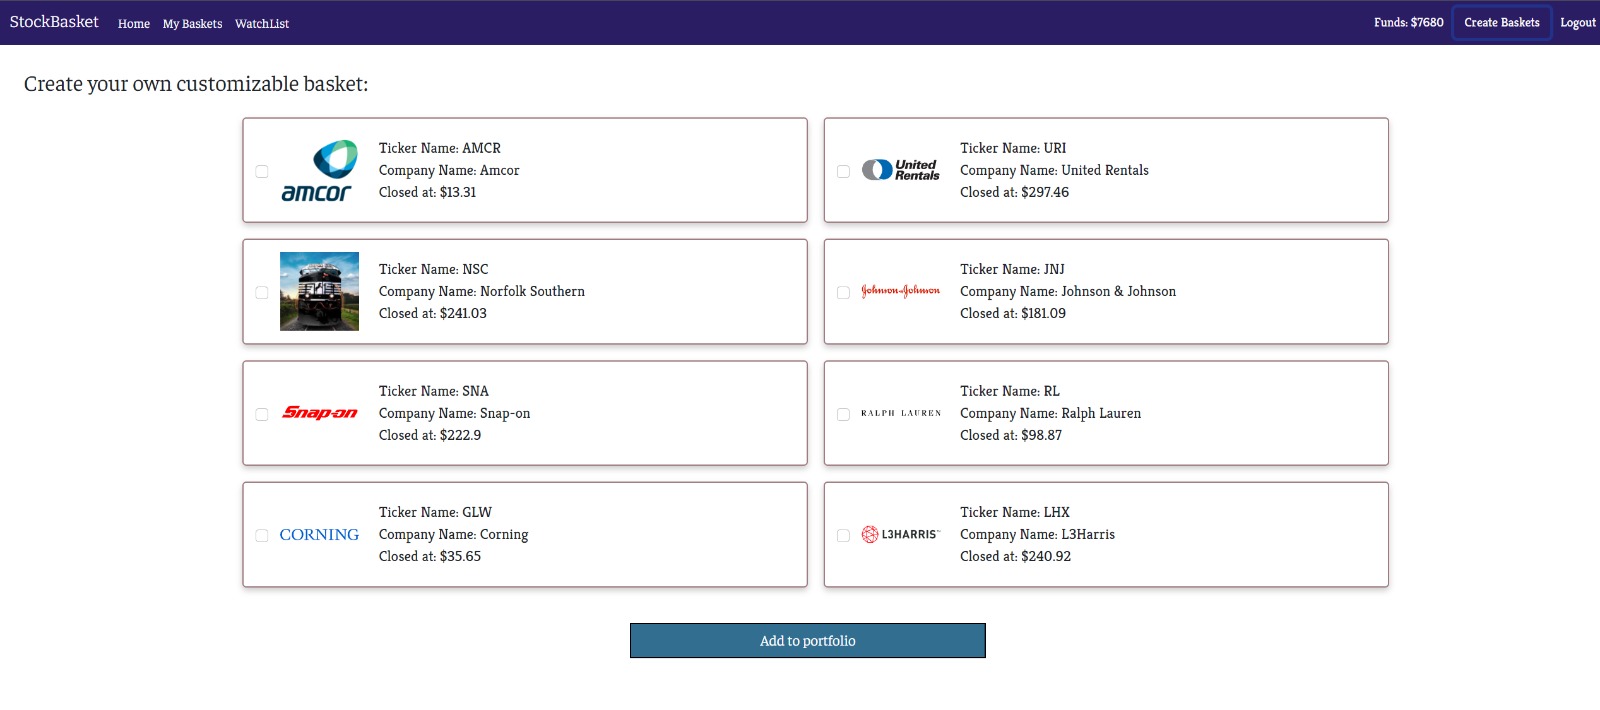 StockBasket Home My Baskets WatchList Funds: $7680 Create Baskets Logout
Create your own customizable basket:
amcor
Ticker Name: AMCR
Company Name: Amcor
Closed at: $13.31
United
Rentals
Ticker Name: URI
Company Name: United Rentals
Closed at: $297.46
Ticker Name: NSC
Company Name: Norfolk Southern
Closed at: $241.03
Johnson&Johnson
Ticker Name: JNJ
Company Name: Johnson & Johnson
Closed at: $181.09
Snap-on
Ticker Name: SNA
Company Name: Snap-on
Closed at: $222.9
RALPH LAUREN
Ticker Name: RL
Company Name: Ralph Lauren
Closed at: $98.87
CORNING
Ticker Name: GLW
Company Name: Corning
Closed at: $35.65
L3HARRIS™
Ticker Name: LHX
Company Name: L3Harris
Closed at: $240.92
Add to portfolio